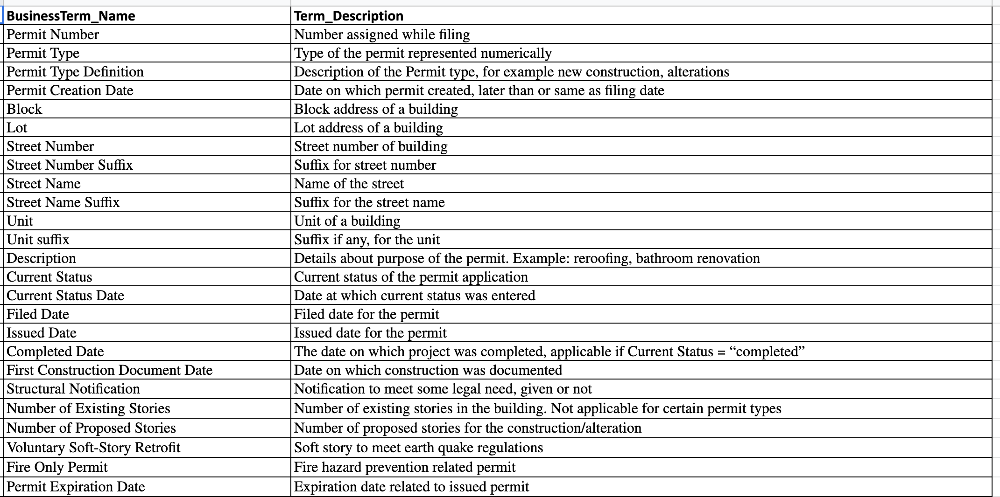 BusinessTerm_Name Term_Description
Permit Number Number assigned while filing
Permit Type Type of the permit represented numerically
Permit Type Definition Description of the Permit type, for example new construction, alterations
Permit Creation Date Date on which permit created, later than or same as filing date
Block Block address of a building
Lot Lot address of a building
Street Number Street number of building
Street Number Suffix Suffix for street number
Street Name Name of the street
Street Name Suffix Suffix for the street name
Unit Unit of a building
Unit suffix Suffix if any, for the unit
Description Details about purpose of the permit. Example: reroofing, bathroom renovation
Current Status Current status of the permit application
Current Status Date Date at which current status was entered
Filed Date Filed date for the permit
Issued Date Issued date for the permit
Completed Date The date on which project was completed, applicable if Current Status = “completed”
First Construction Document Date Date on which construction was documented
Structural Notification Notification to meet some legal need, given or not
Number of Existing Stories Number of existing stories in the building. Not applicable for certain permit types
Number of Proposed Stories Number of proposed stories for the construction/alteration
Voluntary Soft-Story Retrofit Soft story to meet earth quake regulations
Fire Only Permit Fire hazard prevention related permit
Permit Expiration Date Expiration date related to issued permit